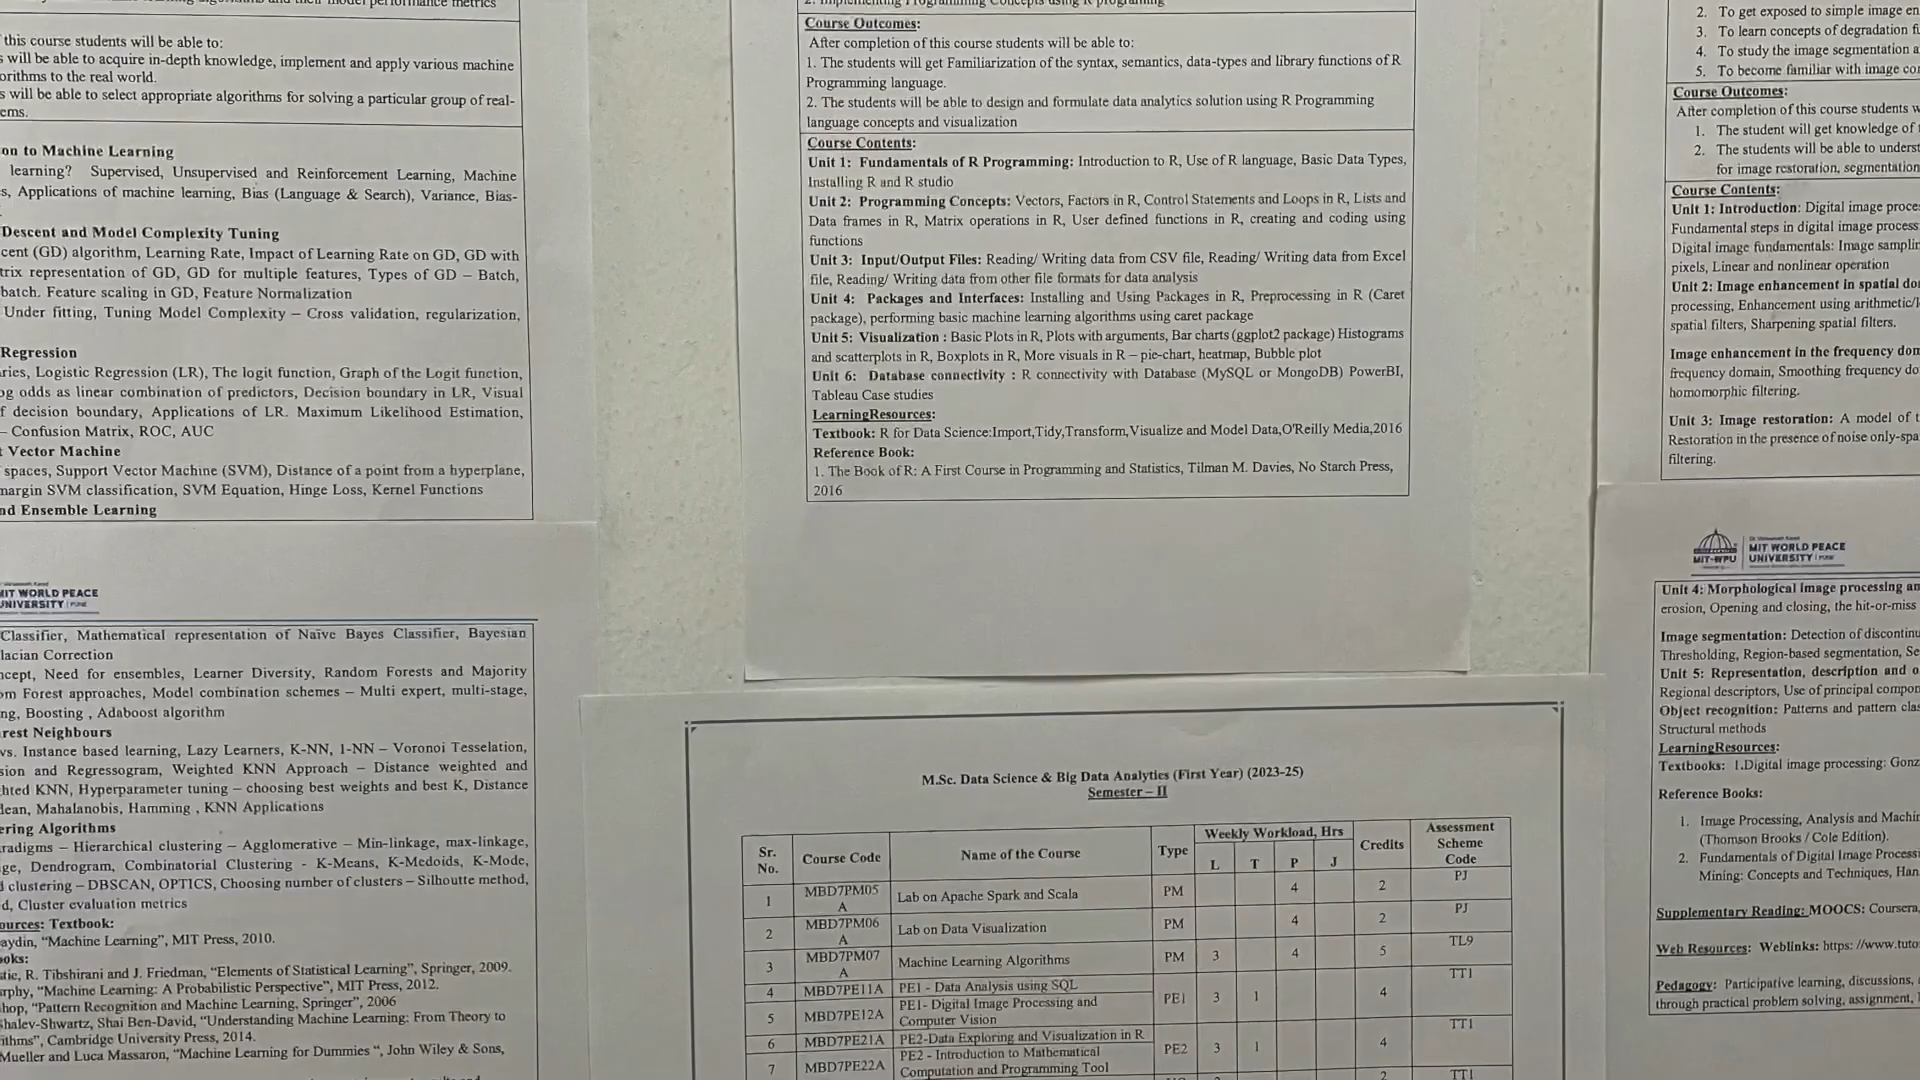 this course students will be able to:
will be able to acquire in-depth knowledge, implement and apply various machine
orithms to the real world.
s will be able to select appropriate algorithms for solving a particular group of real-
ems.
on to Machine Learning
learning? Supervised, Unsupervised and Reinforcement Learning, Machine
s, Applications of machine learning, Bias (Language & Search), Variance, Bias-
Descent and Model Complexity Tuning
cent (GD) algorithm, Learning Rate, Impact of Learning Rate on GD, GD with
trix representation of GD, GD for multiple features, Types of GD – Batch,
batch. Feature scaling in GD, Feature Normalization
Under fitting, Tuning Model Complexity – Cross validation, regularization,
Regression
ries, Logistic Regression (LR), The logit function, Graph of the Logit function,
og odds as linear combination of predictors, Decision boundary in LR, Visual
f decision boundary, Applications of LR. Maximum Likelihood Estimation,
– Confusion Matrix, ROC, AUC
t Vector Machine
spaces, Support Vector Machine (SVM), Distance of a point from a hyperplane,
margin SVM classification, SVM Equation, Hinge Loss, Kernel Functions
nd Ensemble Learning
MIT WORLD PEACE
UNIVERSITY | PUNE
Classifier, Mathematical representation of Naïve Bayes Classifier, Bayesian
lacian Correction
ncept, Need for ensembles, Learner Diversity, Random Forests and Majority
om Forest approaches, Model combination schemes – Multi expert, multi-stage,
ng, Boosting , Adaboost algorithm
rest Neighbours
vs. Instance based learning, Lazy Learners, K-NN, 1-NN – Voronoi Tesselation,
sion and Regressogram, Weighted KNN Approach – Distance weighted and
hted KNN, Hyperparameter tuning – choosing best weights and best K, Distance
dean, Mahalanobis, Hamming , KNN Applications
ering Algorithms
radigms – Hierarchical clustering – Agglomerative – Min-linkage, max-linkage,
ge, Dendrogram, Combinatorial Clustering - K-Means, K-Medoids, K-Mode,
d clustering – DBSCAN, OPTICS, Choosing number of clusters – Silhoutte method,
d, Cluster evaluation metrics
ources: Textbook:
aydin, “Machine Learning”, MIT Press, 2010.
ooks:
tie, R. Tibshirani and J. Friedman, “Elements of Statistical Learning”, Springer, 2009.
urphy, “Machine Learning: A Probabilistic Perspective”, MIT Press, 2012.
hop, “Pattern Recognition and Machine Learning, Springer”, 2006
halev-Shwartz, Shai Ben-David, “Understanding Machine Learning: From Theory to
ithms”, Cambridge University Press, 2014.
Mueller and Luca Massaron, “Machine Learning for Dummies “, John Wiley & Sons,
2. Implementing Programming Concepts using R programing
Course Outcomes:
After completion of this course students will be able to:
1. The students will get Familiarization of the syntax, semantics, data-types and library functions of R
Programming language.
2. The students will be able to design and formulate data analytics solution using R Programming
language concepts and visualization
Course Contents:
Unit 1: Fundamentals of R Programming: Introduction to R, Use of R language, Basic Data Types,
Installing R and R studio
Unit 2: Programming Concepts: Vectors, Factors in R, Control Statements and Loops in R, Lists and
Data frames in R, Matrix operations in R, User defined functions in R, creating and coding using
functions
Unit 3: Input/Output Files: Reading/ Writing data from CSV file, Reading/ Writing data from Excel
file, Reading/ Writing data from other file formats for data analysis
Unit 4: Packages and Interfaces: Installing and Using Packages in R, Preprocessing in R (Caret
package), performing basic machine learning algorithms using caret package
Unit 5: Visualization : Basic Plots in R, Plots with arguments, Bar charts (ggplot2 package) Histograms
and scatterplots in R, Boxplots in R, More visuals in R – pie-chart, heatmap, Bubble plot
Unit 6: Database connectivity : R connectivity with Database (MySQL or MongoDB) PowerBI,
Tableau Case studies
LearningResources:
Textbook: R for Data Science:Import,Tidy,Transform,Visualize and Model Data,O'Reilly Media,2016
Reference Book:
1. The Book of R: A First Course in Programming and Statistics, Tilman M. Davies, No Starch Press,
2016
M.Sc. Data Science & Big Data Analytics (First Year) (2023-25)
Semester – II
Sr. No. Course Code Name of the Course Type Weekly Workload, Hrs L T P J Credits Assessment Scheme Code
1 MBD7PM05A Lab on Apache Spark and Scala PM 4 2 PJ
2 MBD7PM06A Lab on Data Visualization PM 4 2 PJ
3 MBD7PM07A Machine Learning Algorithms PM 3 4 5 TL9
4 MBD7PE11A PE1 - Data Analysis using SQL PE1 3 1 4 TT1
5 MBD7PE12A PE1- Digital Image Processing and Computer Vision
6 MBD7PE21A PE2-Data Exploring and Visualization in R PE2 3 1 4 TT1
7 MBD7PE22A PE2 - Introduction to Mathematical Computation and Programming Tool
2 TT1
2. To get exposed to simple image en
3. To learn concepts of degradation fu
4. To study the image segmentation a
5. To become familiar with image co
Course Outcomes:
After completion of this course students w
1. The student will get knowledge of
2. The students will be able to underst
for image restoration, segmentation
Course Contents:
Unit 1: Introduction: Digital image proce
Fundamental steps in digital image process
Digital image fundamentals: Image samplin
pixels, Linear and nonlinear operation
Unit 2: Image enhancement in spatial do
processing, Enhancement using arithmetic/l
spatial filters, Sharpening spatial filters.
Image enhancement in the frequency dom
frequency domain, Smoothing frequency do
homomorphic filtering.
Unit 3: Image restoration: A model of t
Restoration in the presence of noise only-spa
filtering.
MIT-WPU
MIT WORLD PEACE
UNIVERSITY | PUNE
Unit 4: Morphological image processing an
erosion, Opening and closing, the hit-or-miss
Image segmentation: Detection of discontinu
Thresholding, Region-based segmentation, Se
Unit 5: Representation, description and o
Regional descriptors, Use of principal compon
Object recognition: Patterns and pattern clas
Structural methods
LearningResources:
Textbooks: 1.Digital image processing: Gonz
Reference Books:
1. Image Processing, Analysis and Machin
(Thomson Brooks / Cole Edition).
2. Fundamentals of Digital Image Processi
Mining: Concepts and Techniques, Han
Supplementary Reading: MOOCS: Coursera,
Web Resources: Weblinks: https: //www.tuto
Pedagogy: Participative learning, discussions,
through practical problem solving, assignment,